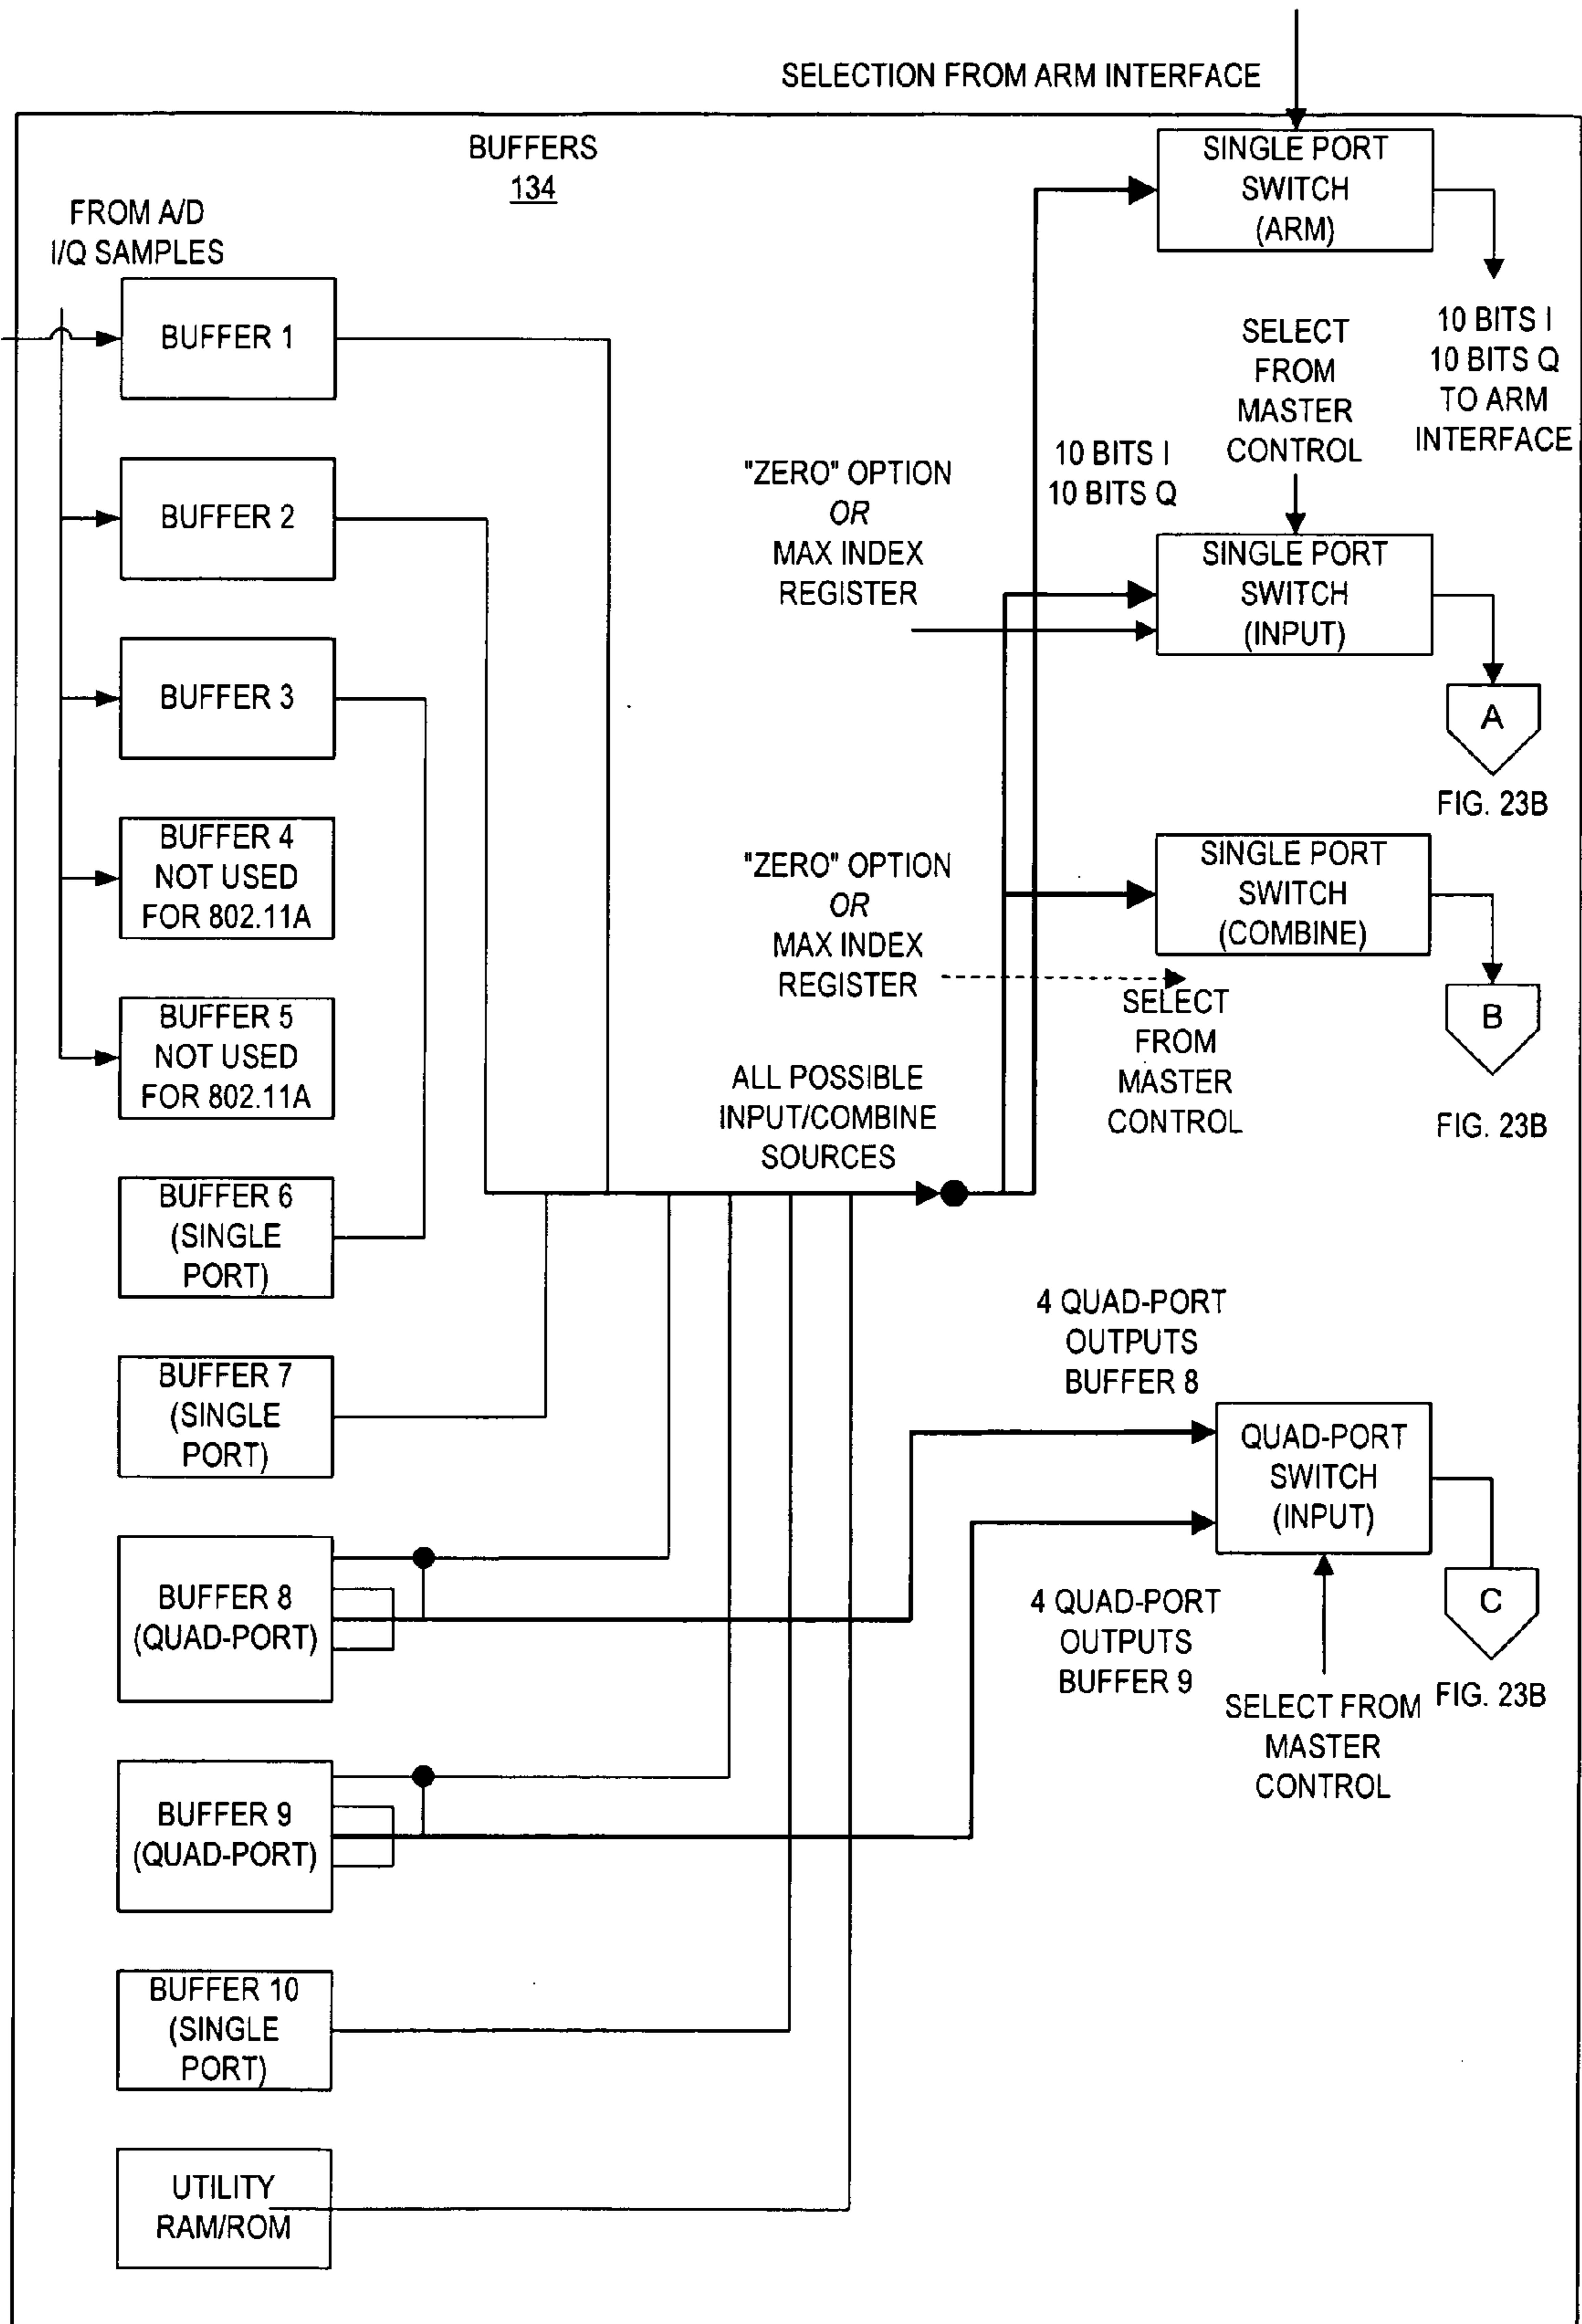 SELECTION FROM ARM INTERFACE
BUFFERS
134
FROM A/D
I/Q SAMPLES
BUFFER 1
BUFFER 2
BUFFER 3
BUFFER 4
NOT USED
FOR 802.11A
BUFFER 5
NOT USED
FOR 802.11A
BUFFER 6
(SINGLE
PORT)
BUFFER 7
(SINGLE
PORT)
BUFFER 8
(QUAD-PORT)
BUFFER 9
(QUAD-PORT)
BUFFER 10
(SINGLE
PORT)
UTILITY
RAM/ROM
"ZERO" OPTION
OR
MAX INDEX
REGISTER
"ZERO" OPTION
OR
MAX INDEX
REGISTER
ALL POSSIBLE
INPUT/COMBINE
SOURCES
SINGLE PORT
SWITCH
(ARM)
10 BITS I
10 BITS Q
TO ARM
INTERFACE
SELECT
FROM
MASTER
CONTROL
10 BITS I
10 BITS Q
SINGLE PORT
SWITCH
(INPUT)
A
FIG. 23B
SINGLE PORT
SWITCH
(COMBINE)
SELECT
FROM
MASTER
CONTROL
B
FIG. 23B
4 QUAD-PORT
OUTPUTS
BUFFER 8
QUAD-PORT
SWITCH
(INPUT)
4 QUAD-PORT
OUTPUTS
BUFFER 9
C
FIG. 23B
SELECT FROM
MASTER
CONTROL